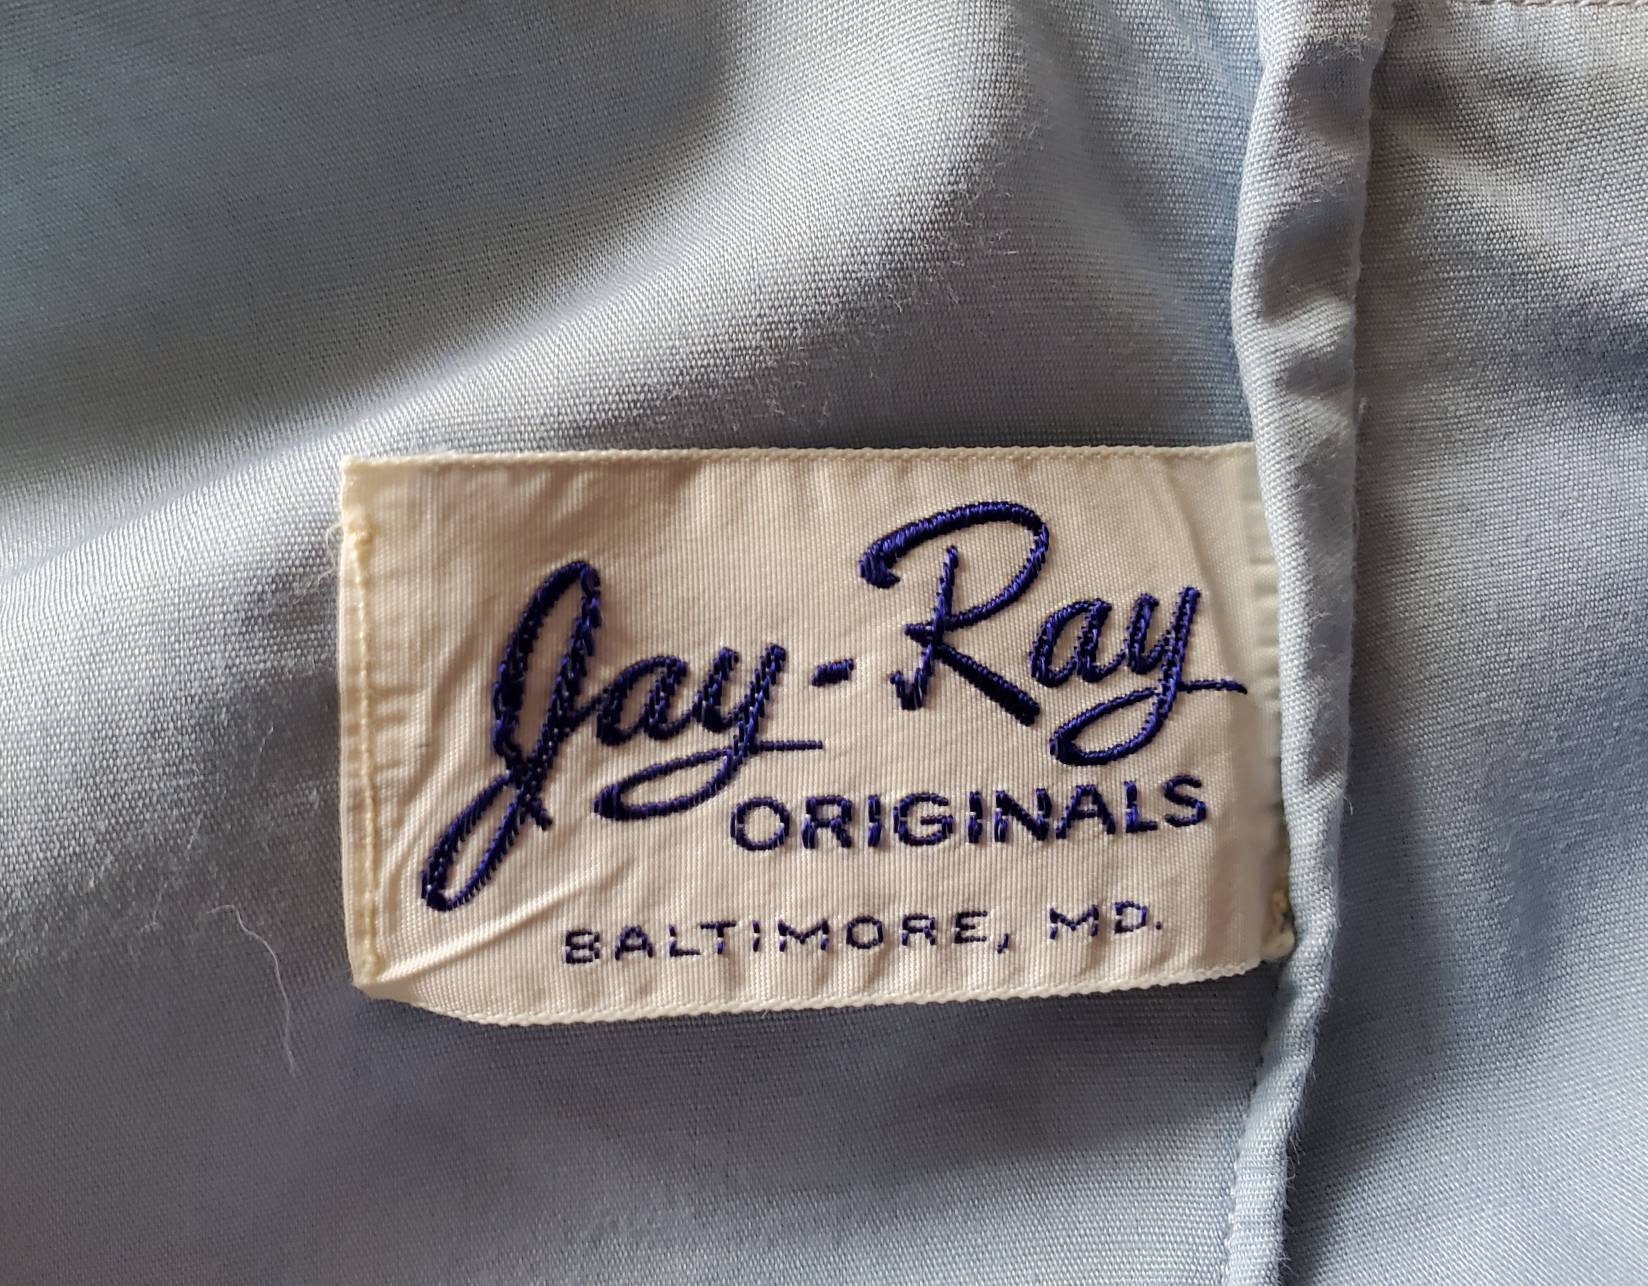 Jay-Ray
ORIGINALS
BALTIMORE, MD.